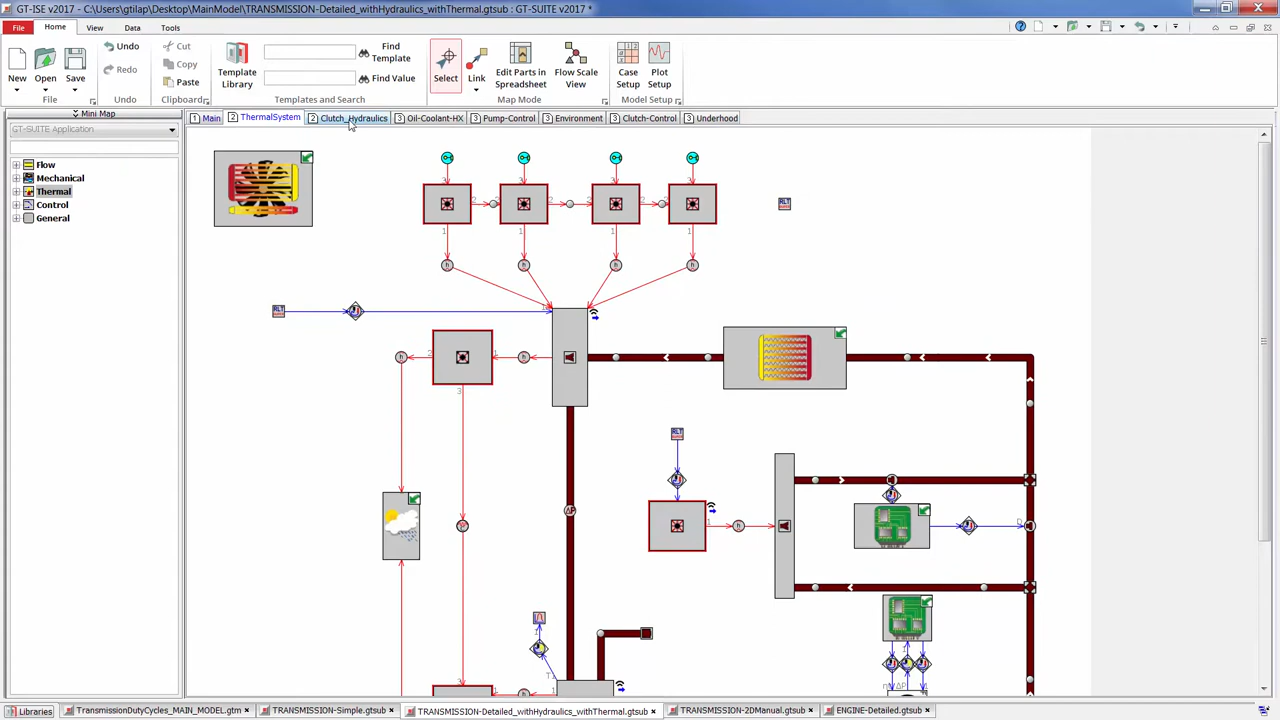 GT-ISE v2017 - C:\Users\gtilap\Desktop\MainModel\TRANSMISSION-Detailed_withHydraulics_withThermal.gtsub : GT-SUITE v2017 *
File Home View Data Tools
New Open Save
File
Undo
Redo
Undo
Cut
Copy
Paste
Clipboard
Template Library
Find Template
Find Value
Templates and Search
Select
Link
Edit Parts in Spreadsheet
Flow Scale View
Map Mode
Case Setup
Plot Setup
Model Setup
Mini Map
1 Main 2 ThermalSystem 2 Clutch_Hydraulics 3 Oil-Coolant-HX 3 Pump-Control 3 Environment 3 Clutch-Control 3 Underhood
GT-SUITE Application
Flow
Mechanical
Thermal
Control
General
RLT
RLT
RLT
ΔP
Libraries TransmissionDutyCycles_MAIN_MODEL.gtm TRANSMISSION-Simple.gtsub TRANSMISSION-Detailed_withHydraulics_withThermal.gtsub TRANSMISSION-2DManual.gtsub ENGINE-Detailed.gtsub